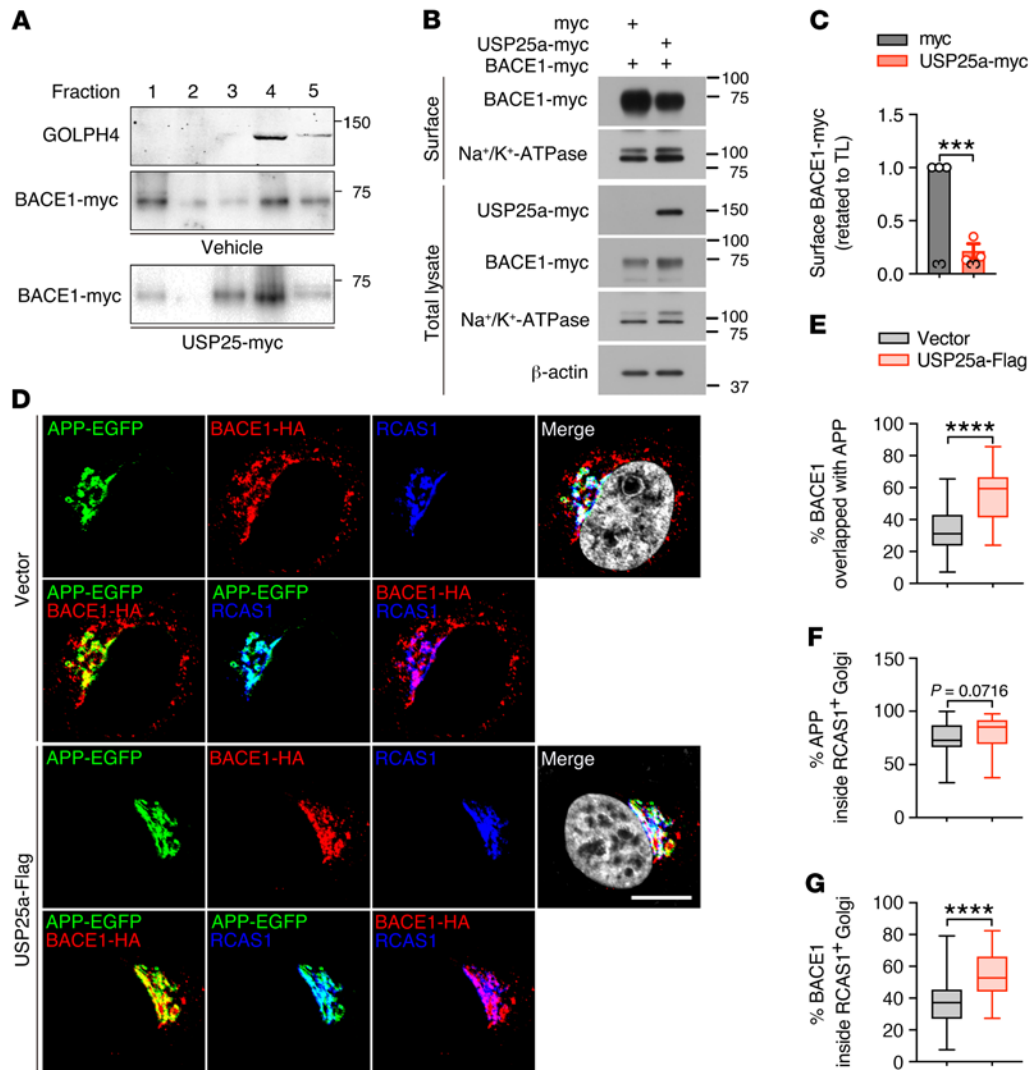 A
Fraction 1 2 3 4 5
GOLPH4
150
BACE1-myc
75
Vehicle
BACE1-myc
75
USP25-myc
B
myc +
USP25a-myc +
BACE1-myc + +
Surface
BACE1-myc
100
75
Na⁺/K⁺-ATPase
100
75
Total lysate
USP25a-myc
150
BACE1-myc
100
75
Na⁺/K⁺-ATPase
100
75
β-actin
37
C
myc
USP25a-myc
Surface BACE1-myc
(retated to TL)
1.5
1.0
0.5
0.0
***
3 3
D
Vector
APP-EGFP BACE1-HA RCAS1 Merge
APP-EGFP APP-EGFP BACE1-HA
BACE1-HA RCAS1 RCAS1
USP25a-Flag
APP-EGFP BACE1-HA RCAS1 Merge
APP-EGFP APP-EGFP BACE1-HA
BACE1-HA RCAS1 RCAS1
E
Vector
USP25a-Flag
% BACE1
overlapped with APP
100
80
60
40
20
0
****
F
% APP
inside RCAS1⁺ Golgi
150
100
50
0
P = 0.0716
G
% BACE1
inside RCAS1⁺ Golgi
100
80
60
40
20
0
****